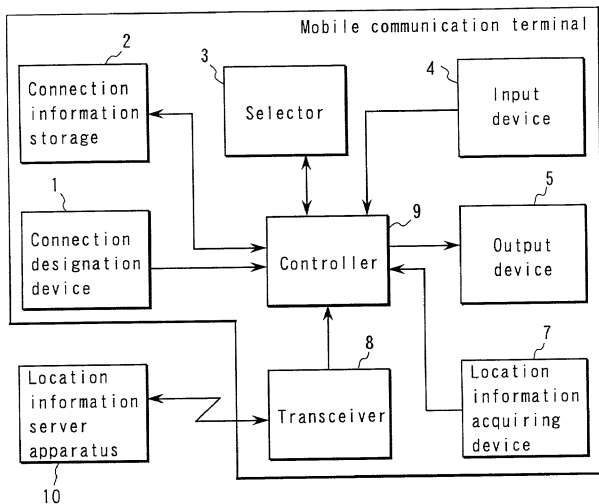 Mobile communication terminal
2
Connection
information
storage
3
Selector
4
Input
device
1
Connection
designation
device
9
Controller
5
Output
device
8
Transceiver
7
Location
information
acquiring
device
Location
information
server
apparatus
10